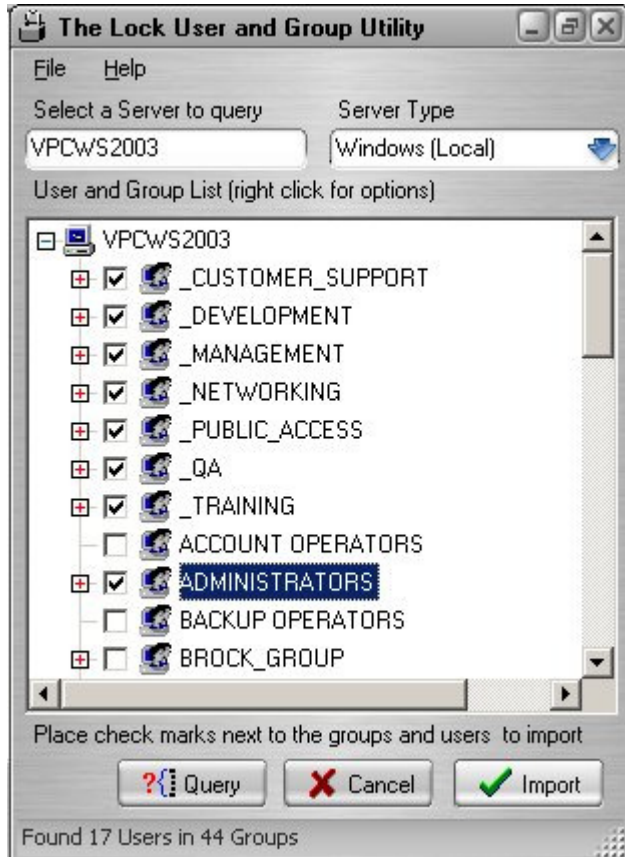 The Lock User and Group Utility
File Help
Select a Server to query Server Type
VPCWS2003 Windows (Local)
User and Group List (right click for options)
VPCWS2003
_CUSTOMER_SUPPORT
_DEVELOPMENT
_MANAGEMENT
_NETWORKING
_PUBLIC_ACCESS
_QA
_TRAINING
ACCOUNT OPERATORS
ADMINISTRATORS
BACKUP OPERATORS
BROCK_GROUP
Place check marks next to the groups and users to import
Query Cancel Import
Found 17 Users in 44 Groups